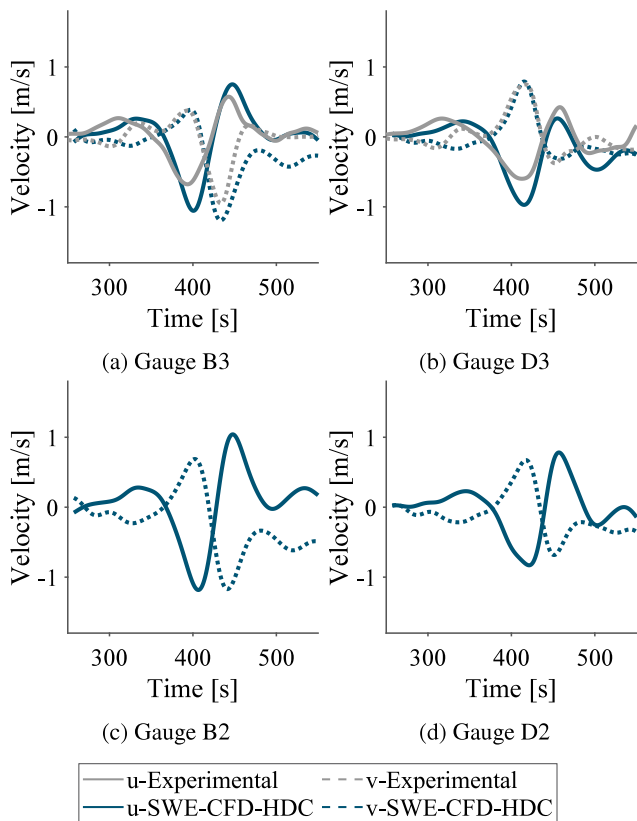 Velocity [m/s]
1
0
-1
300
400
500
Time [s]
(a) Gauge B3
Velocity [m/s]
1
0
-1
300
400
500
Time [s]
(b) Gauge D3
Velocity [m/s]
1
0
-1
300
400
500
Time [s]
(c) Gauge B2
Velocity [m/s]
1
0
-1
300
400
500
Time [s]
(d) Gauge D2
u-Experimental
v-Experimental
u-SWE-CFD-HDC
v-SWE-CFD-HDC